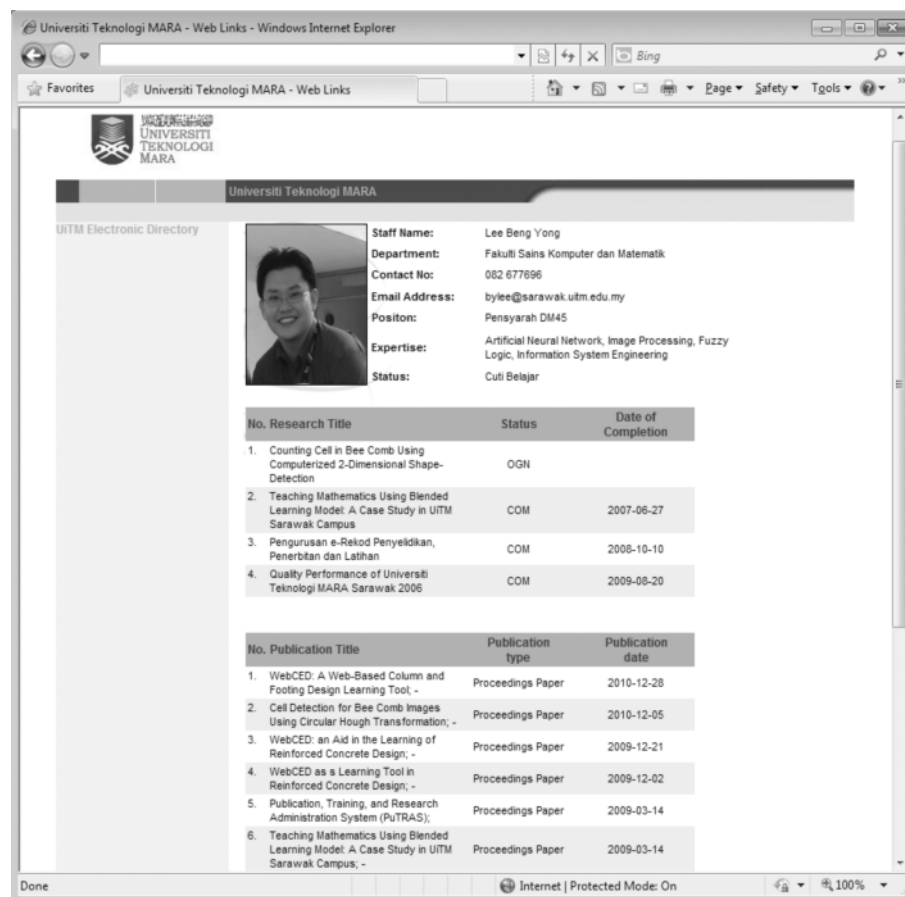 Universiti Teknologi MARA - Web Links - Windows Internet Explorer
Bing
Favorites
Universiti Teknologi MARA - Web Links
Page
Safety
Tools
UNIVERSITI
TEKNOLOGI
MARA
Universiti Teknologi MARA
UiTM Electronic Directory
Staff Name: Lee Beng Yong
Department: Fakulti Sains Komputer dan Matematik
Contact No: 082 677696
Email Address: bylee@sarawak.uitm.edu.my
Positon: Pensyarah DM45
Expertise: Artificial Neural Network, Image Processing, Fuzzy
Logic, Information System Engineering
Status: Cuti Belajar
No. Research Title Status Date of
Completion
1. Counting Cell in Bee Comb Using
Computerized 2-Dimensional Shape-
Detection OGN
2. Teaching Mathematics Using Blended
Learning Model: A Case Study in UiTM
Sarawak Campus COM 2007-06-27
3. Pengurusan e-Rekod Penyelidikan,
Penerbitan dan Latihan COM 2008-10-10
4. Quality Performance of Universiti
Teknologi MARA Sarawak 2006 COM 2009-08-20
No. Publication Title Publication
type Publication
date
1. WebCED: A Web-Based Column and
Footing Design Learning Tool; - Proceedings Paper 2010-12-28
2. Cell Detection for Bee Comb Images
Using Circular Hough Transformation; - Proceedings Paper 2010-12-05
3. WebCED: an Aid in the Learning of
Reinforced Concrete Design; - Proceedings Paper 2009-12-21
4. WebCED as s Learning Tool in
Reinforced Concrete Design; - Proceedings Paper 2009-12-02
5. Publication, Training, and Research
Administration System (PuTRAS); Proceedings Paper 2009-03-14
6. Teaching Mathematics Using Blended
Learning Model: A Case Study in UiTM
Sarawak Campus; - Proceedings Paper 2009-03-14
Done
Internet | Protected Mode: On
100%